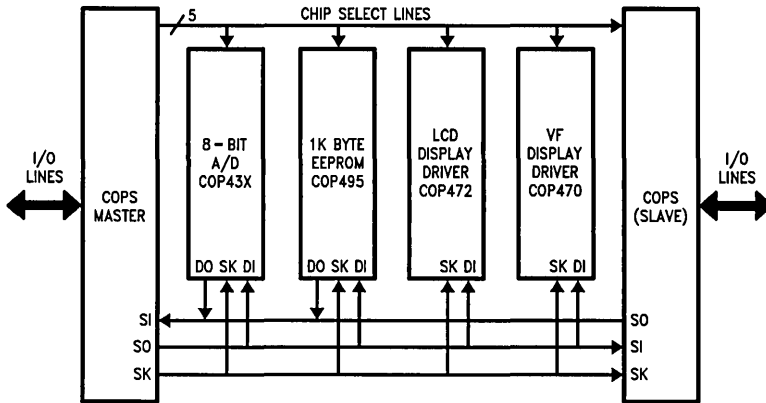 5
CHIP SELECT LINES
I/O
LINES
COPS
MASTER
8-BIT
A/D
COP43X
1K BYTE
EEPROM
COP495
LCD
DISPLAY
DRIVER
COP472
VF
DISPLAY
DRIVER
COP470
COPS
(SLAVE)
I/O
LINES
DO SK DI
DO SK DI
SK DI
SK DI
SI
SO
SO
SI
SK
SK